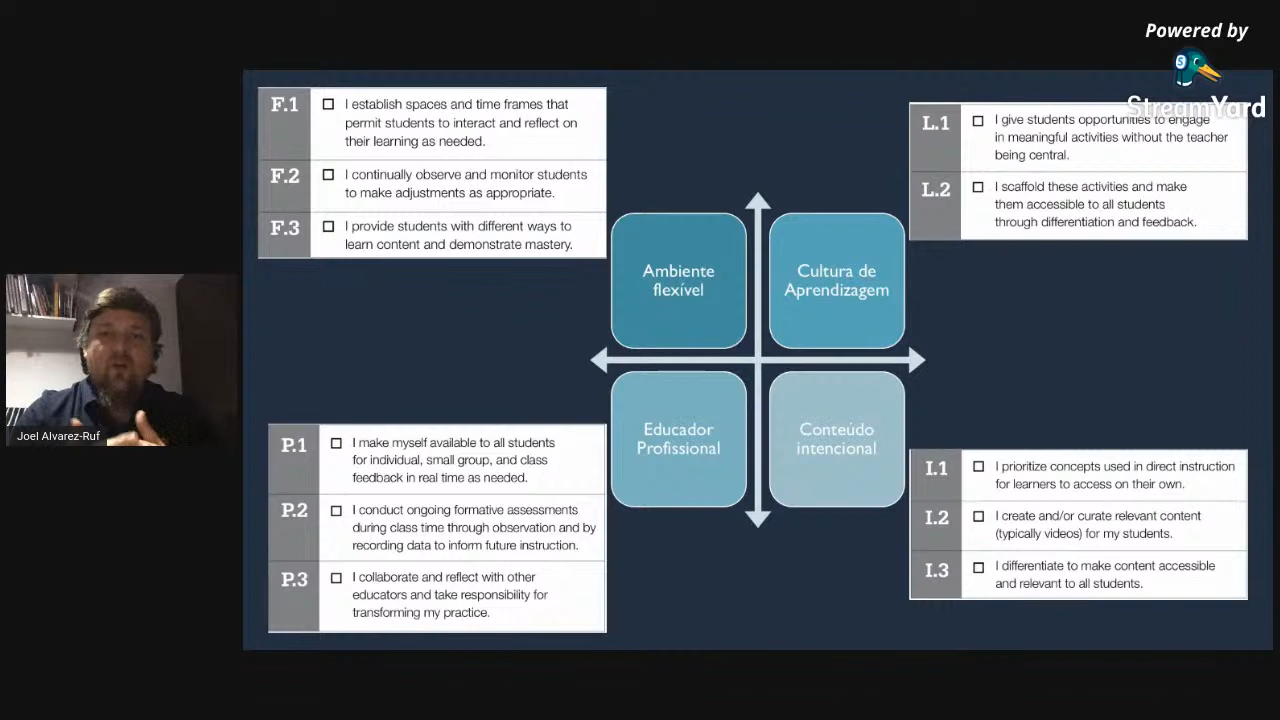 Powered by
StreamYard
F.1
I establish spaces and time frames that
permit students to interact and reflect on
their learning as needed.
F.2
I continually observe and monitor students
to make adjustments as appropriate.
F.3
I provide students with different ways to
learn content and demonstrate mastery.
L.1
I give students opportunities to engage
in meaningful activities without the teacher
being central.
L.2
I scaffold these activities and make
them accessible to all students
through differentiation and feedback.
Ambiente
flexível
Cultura de
Aprendizagem
Educador
Profissional
Conteúdo
intencional
Joel Alvarez-Ruf
P.1
I make myself available to all students
for individual, small group, and class
feedback in real time as needed.
P.2
I conduct ongoing formative assessments
during class time through observation and by
recording data to inform future instruction.
P.3
I collaborate and reflect with other
educators and take responsibility for
transforming my practice.
I.1
I prioritize concepts used in direct instruction
for learners to access on their own.
I.2
I create and/or curate relevant content
(typically videos) for my students.
I.3
I differentiate to make content accessible
and relevant to all students.